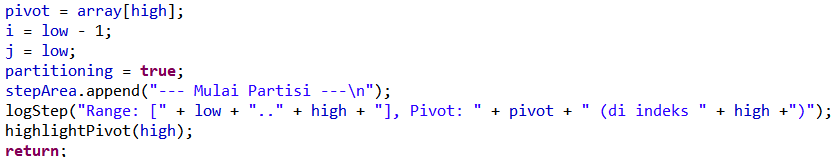 pivot = array[high];
i = low - 1;
j = low;
partitioning = true;
stepArea.append("--- Mulai Partisi ---\n");
logStep("Range: [" + low + ".." + high + "], Pivot: " + pivot + " (di indeks " + high +")");
highlightPivot(high);
return;